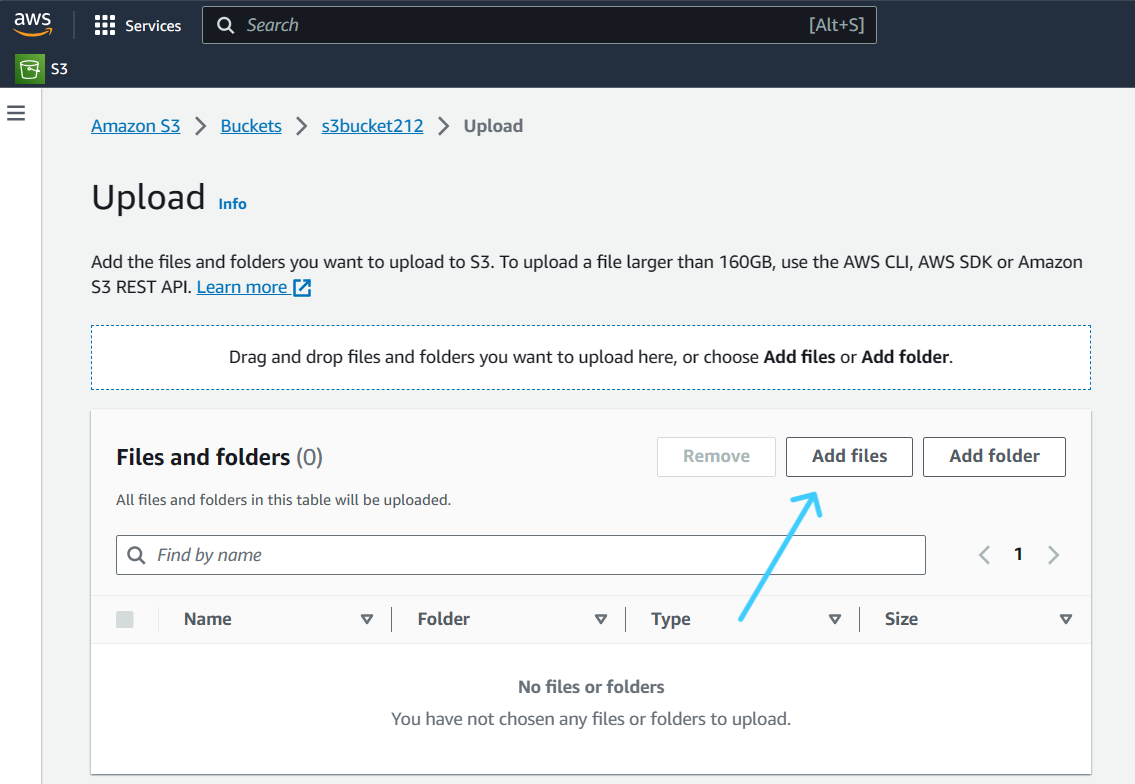 aws
Services
Search
[Alt+S]
S3
Amazon S3 Buckets s3bucket212 Upload
Upload Info
Add the files and folders you want to upload to S3. To upload a file larger than 160GB, use the AWS CLI, AWS SDK or Amazon
S3 REST API. Learn more
Drag and drop files and folders you want to upload here, or choose Add files or Add folder.
Files and folders (0)
Remove
Add files
Add folder
All files and folders in this table will be uploaded.
Find by name
1
Name Folder Type Size
No files or folders
You have not chosen any files or folders to upload.